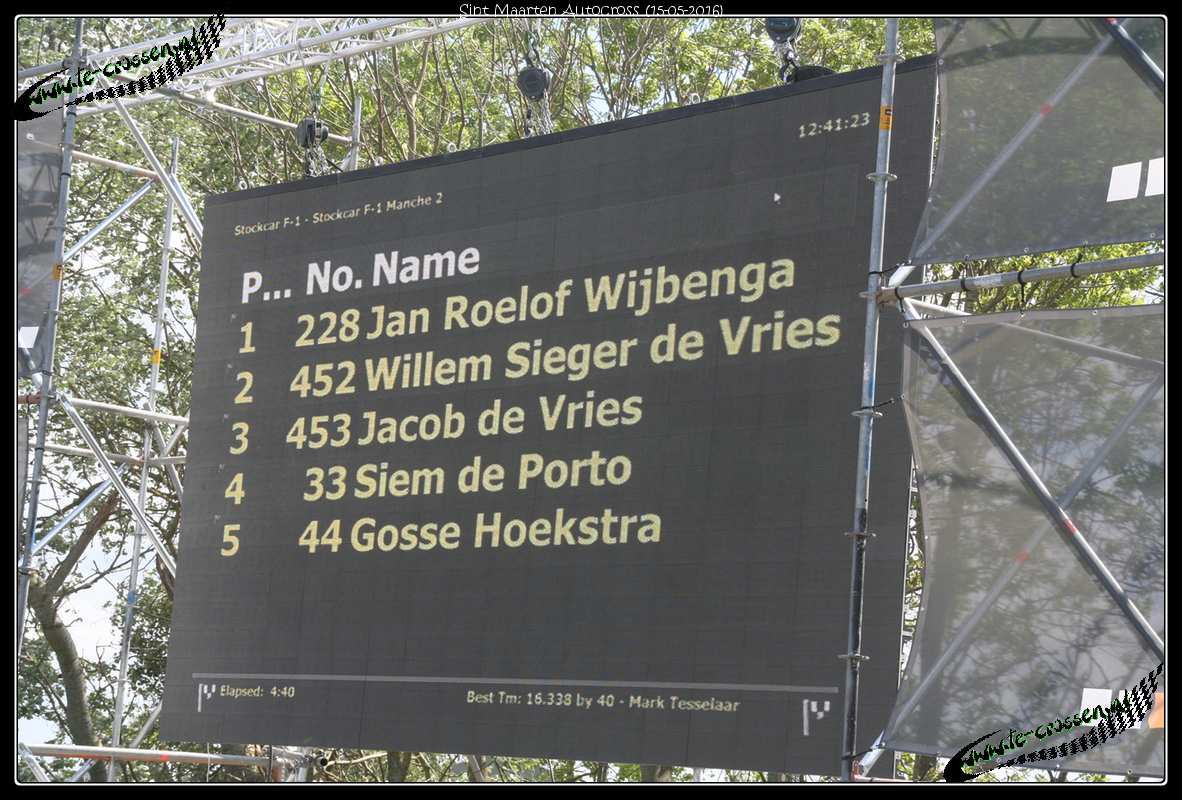 Sint Maarten Autocross (15-05-2016)
www.fe-crossen.nl
12:41:23
Stockcar F-1 - Stockcar F-1 Manche 2
P... No. Name
1 228 Jan Roelof Wijbenga
2 452 Willem Sieger de Vries
3 453 Jacob de Vries
4 33 Siem de Porto
5 44 Gosse Hoekstra
Elapsed: 4:40
Best Tm: 16.338 by 40 - Mark Tesselaar
www.fe-crossen.nl